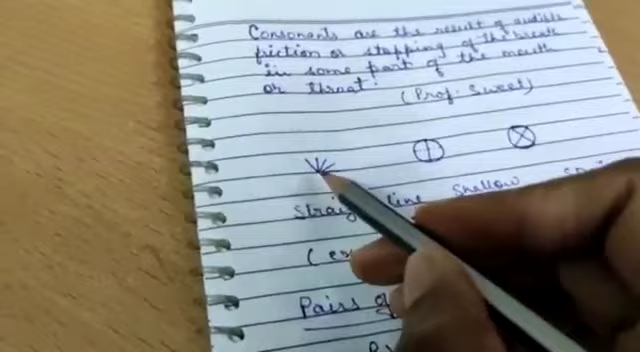 Consonants are the result of audible
friction or stopping of the breath
in some part of the mouth
or throat.
(Prof. Sweet)
line Shallow
Pairs of